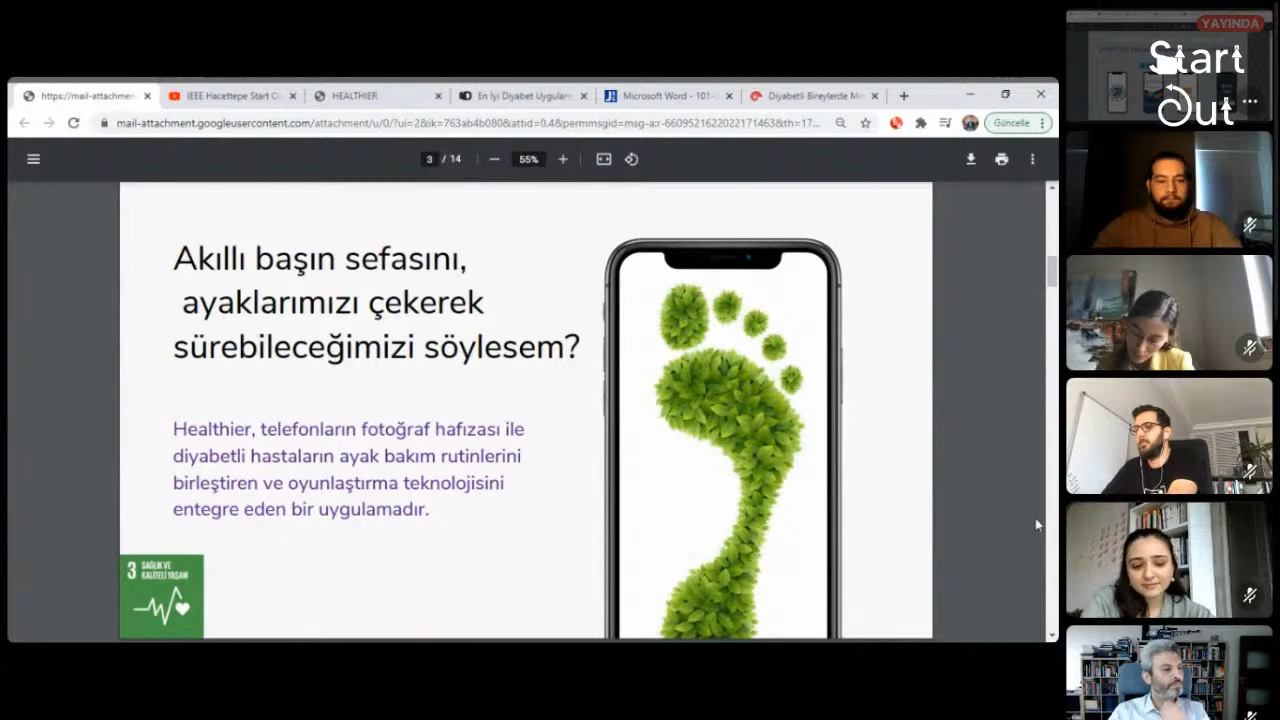 YAYINDA
Start
Out
https://mail-attachme
IEEE Hacettepe Start O
HEALTHIER
En İyi Diyabet Uygulam
Microsoft Word - 101-
Diyabetli Bireylerde M
mail-attachment.googleusercontent.com/attachment/u/0/?ui=2&ik=763ab4b080&attid=0.4&permmsgid=msg-a:r-6609521622022171463&th=17...
Güncelle
3 / 14
55%
Akıllı başın sefasını,
ayaklarımızı çekerek
sürebileceğimizi söylesem?
Healthier, telefonların fotoğraf hafızası ile
diyabetli hastaların ayak bakım rutinlerini
birleştiren ve oyunlaştırma teknolojisini
entegre eden bir uygulamadır.
3 SAĞLIK VE
KALİTELİ YAŞAM